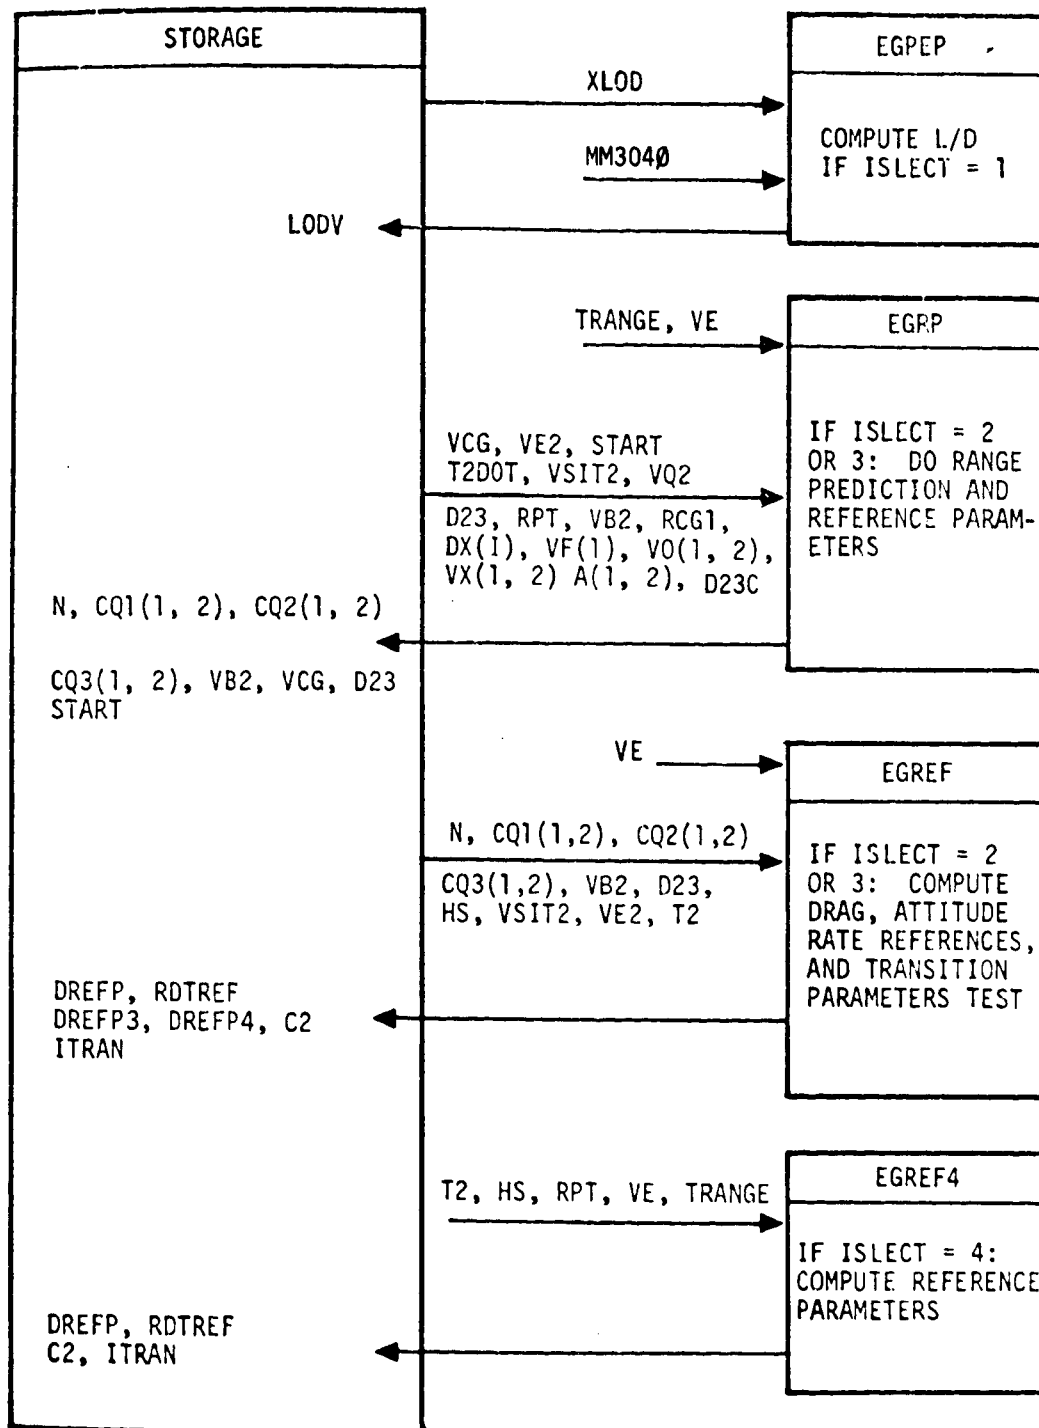 STORAGE
EGPEP
XLOD
COMPUTE L/D
IF ISLECT = 1
MM3040
LODV
TRANGE, VE
EGRP
VCG, VE2, START
T2DOT, VSIT2, VQ2
D23, RPT, VB2, RCG1,
DX(I), VF(1), VO(1, 2),
VX(1, 2) A(1, 2), D23C
IF ISLECT = 2
OR 3: DO RANGE
PREDICTION AND
REFERENCE PARAM-
ETERS
N, CQ1(1, 2), CQ2(1, 2)
CQ3(1, 2), VB2, VCG, D23
START
VE
EGREF
N, CQ1(1,2), CQ2(1,2)
CQ3(1,2), VB2, D23,
HS, VSIT2, VE2, T2
IF ISLECT = 2
OR 3: COMPUTE
DRAG, ATTITUDE
RATE REFERENCES,
AND TRANSITION
PARAMETERS TEST
DREFP, RDTREF
DREFP3, DREFP4, C2
ITRAN
T2, HS, RPT, VE, TRANGE
EGREF4
IF ISLECT = 4:
COMPUTE REFERENCE
PARAMETERS
DREFP, RDTREF
C2, ITRAN